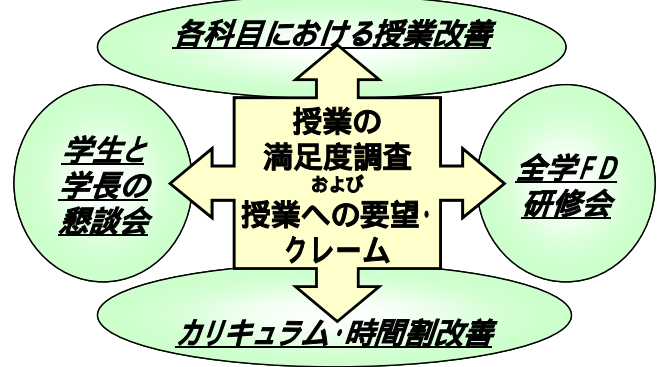 各科目における授業改善
学生と
学長の
懇談会
授業の
満足度調査
および
授業への要望・
クレーム
全学FD
研修会
カリキュラム・時間割改善